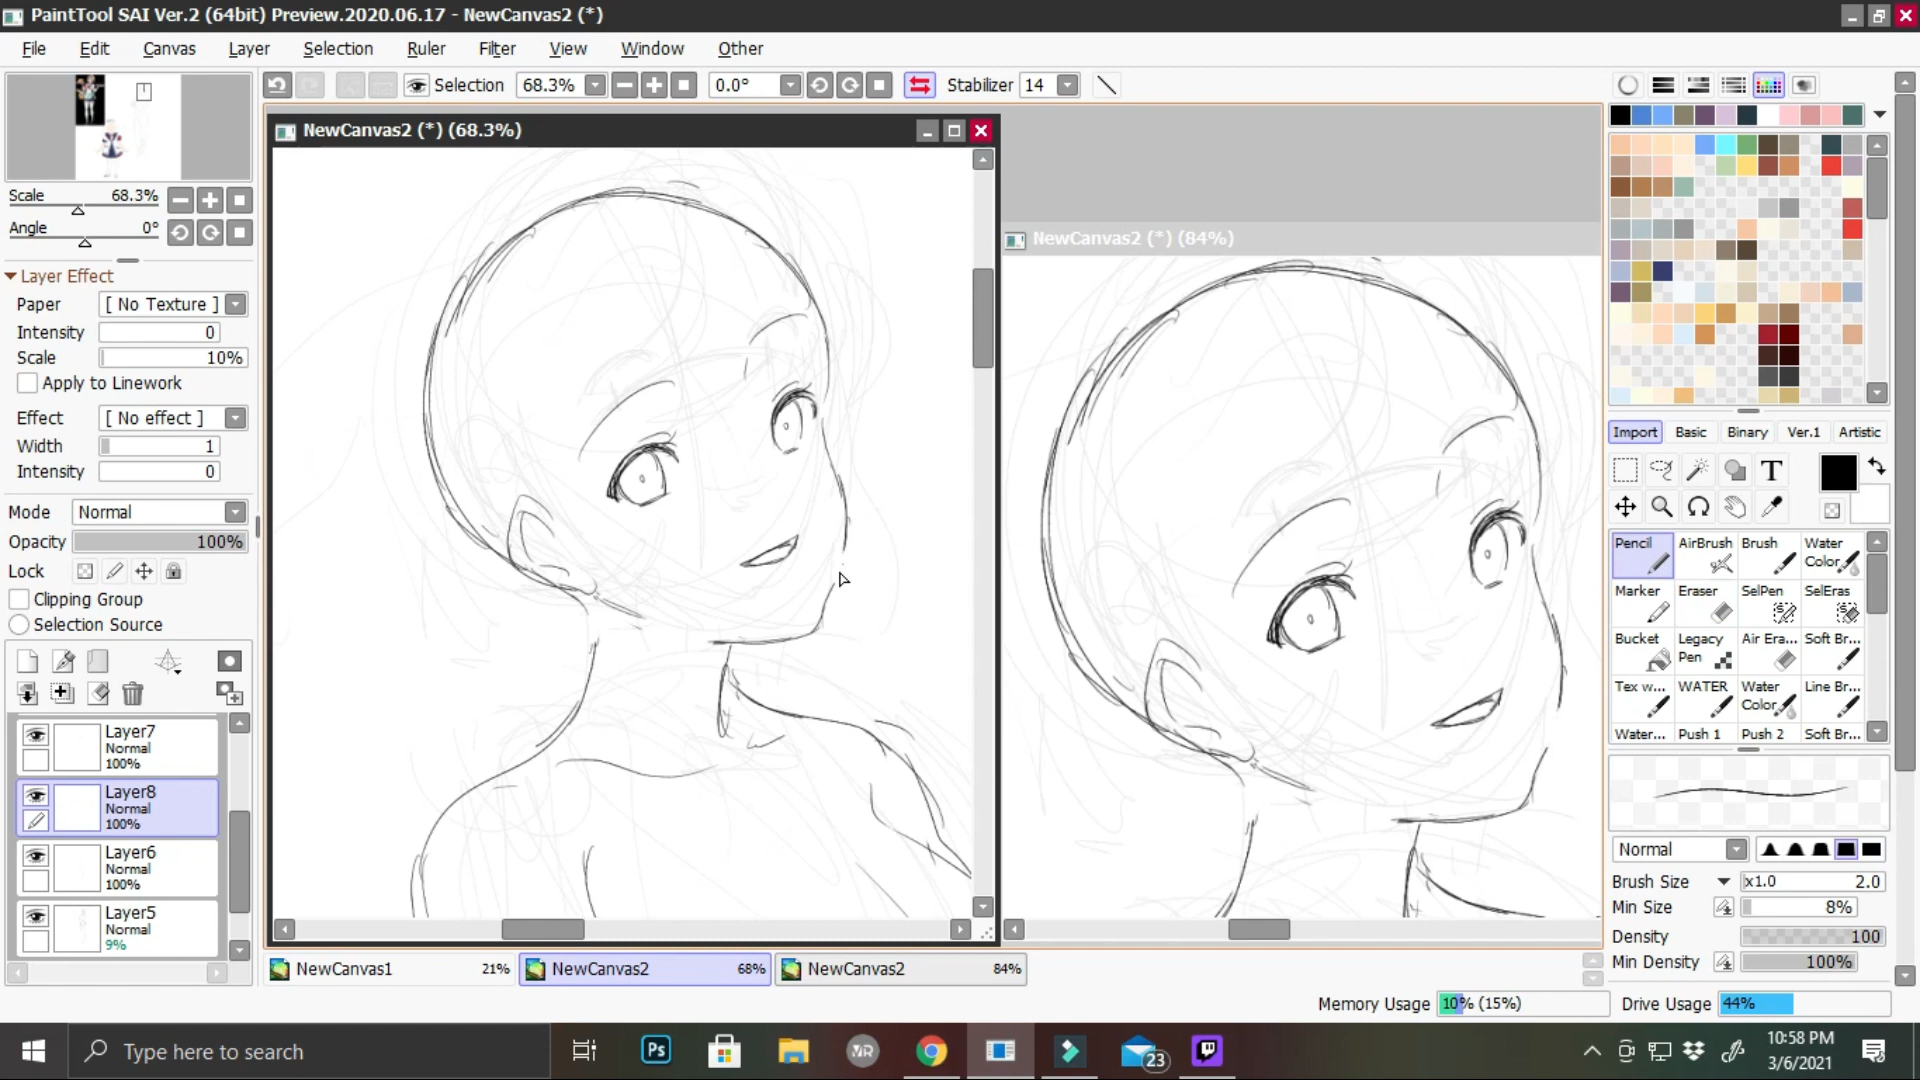 PaintTool SAI Ver.2 (64bit) Preview.2020.06.17 - NewCanvas2 (*)
File Edit Canvas Layer Selection Ruler Filter View Window Other
Selection 68.3% 0.0° Stabilizer 14
NewCanvas2 (*) (68.3%)
NewCanvas2 (*) (84%)
Scale 68.3%
Angle 0°
Layer Effect
Paper [ No Texture ]
Intensity 0
Scale 10%
Apply to Linework
Effect [ No effect ]
Width 1
Intensity 0
Mode Normal
Opacity 100%
Lock
Clipping Group
Selection Source
Layer7
Normal
100%
Layer8
Normal
100%
Layer6
Normal
100%
Layer5
Normal
9%
NewCanvas1 21% NewCanvas2 68% NewCanvas2 84%
Import Basic Binary Ver.1 Artistic
T
Pencil AirBrush Brush Water Color
Marker Eraser SelPen SelEras
Bucket Legacy Pen Air Era... Soft Br...
Tex w... WATER Water Color Line Br...
Water... Push 1 Push 2 Soft Br...
Normal
Brush Size x1.0 2.0
Min Size 8%
Density 100
Min Density 100%
Memory Usage 10% (15%) Drive Usage 44%
Type here to search
Ps
23
10:58 PM
3/6/2021